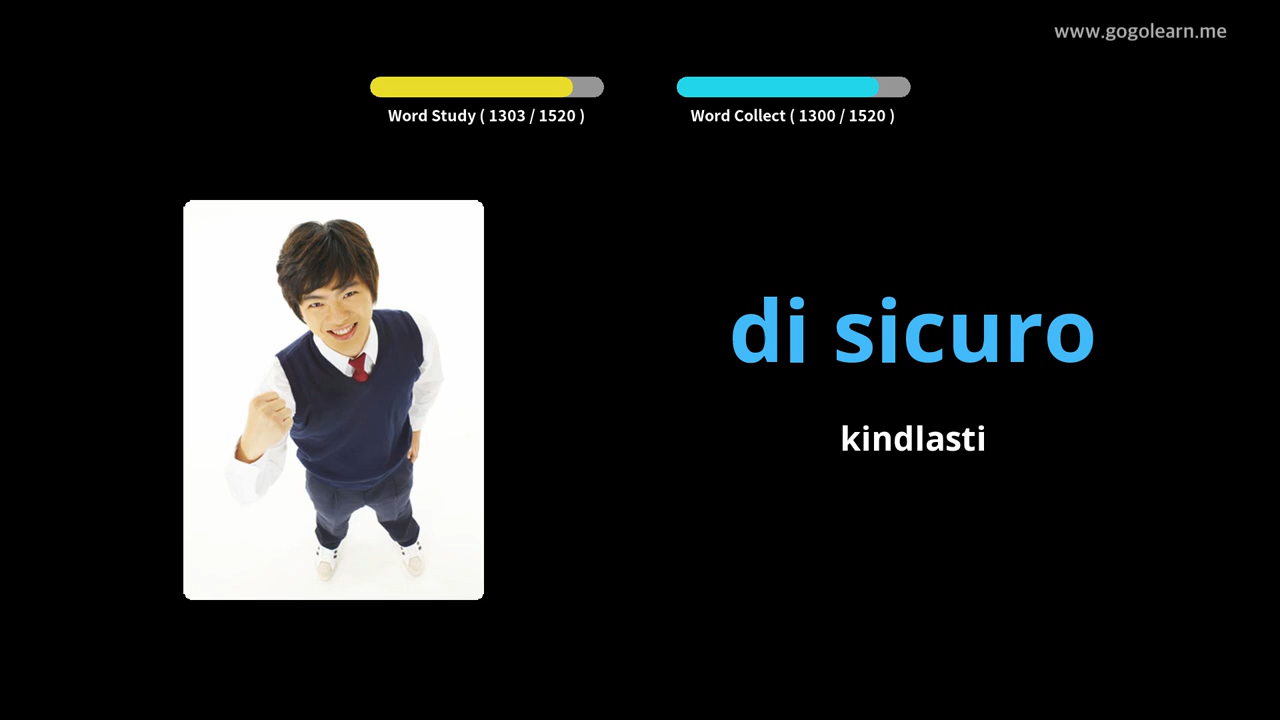 www.gogolearn.me
Word Study ( 1303 / 1520 )
Word Collect ( 1300 / 1520 )
di sicuro
kindlasti